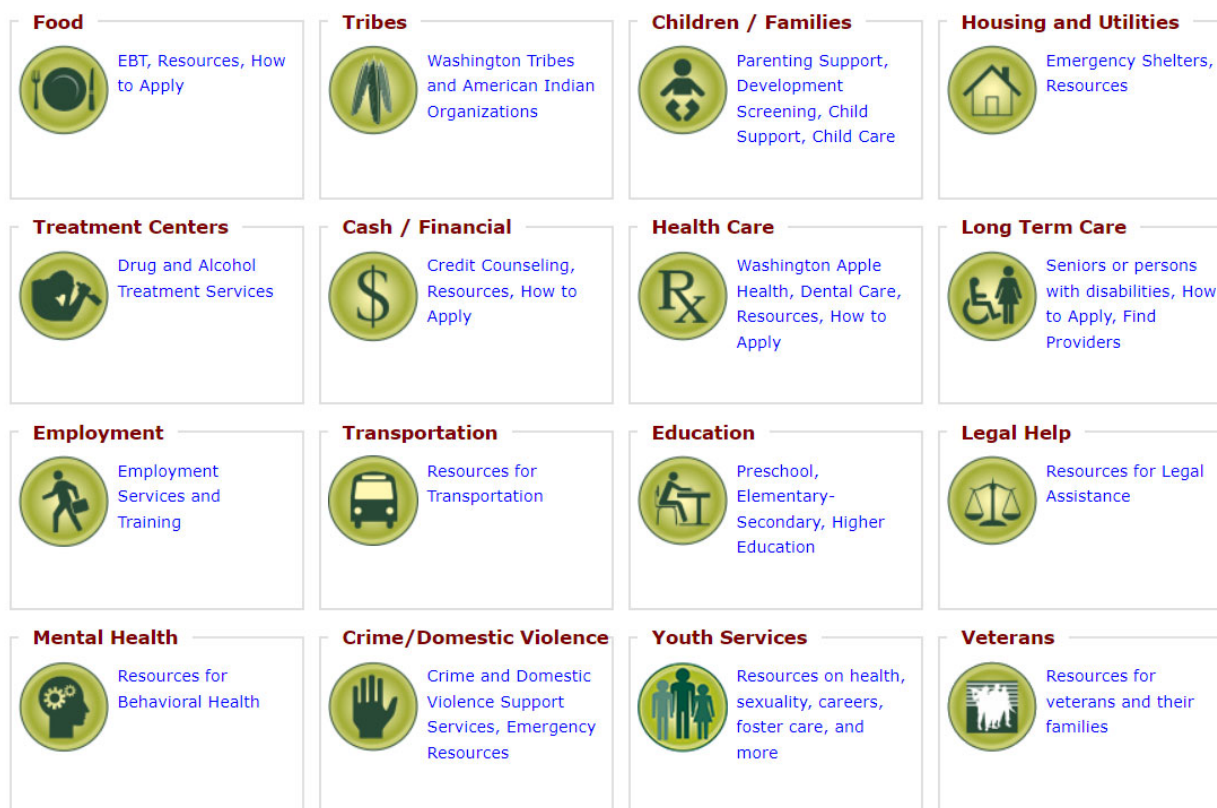 Food
EBT, Resources, How
to Apply
Tribes
Washington Tribes
and American Indian
Organizations
Children / Families
Parenting Support,
Development
Screening, Child
Support, Child Care
Housing and Utilities
Emergency Shelters,
Resources
Treatment Centers
Drug and Alcohol
Treatment Services
Cash / Financial
$
Credit Counseling,
Resources, How to
Apply
Health Care
Rx
Washington Apple
Health, Dental Care,
Resources, How to
Apply
Long Term Care
Seniors or persons
with disabilities, How
to Apply, Find
Providers
Employment
Employment
Services and
Training
Transportation
Resources for
Transportation
Education
Preschool,
Elementary-
Secondary, Higher
Education
Legal Help
Resources for Legal
Assistance
Mental Health
Resources for
Behavioral Health
Crime/Domestic Violence
Crime and Domestic
Violence Support
Services, Emergency
Resources
Youth Services
Resources on health,
sexuality, careers,
foster care, and
more
Veterans
Resources for
veterans and their
families